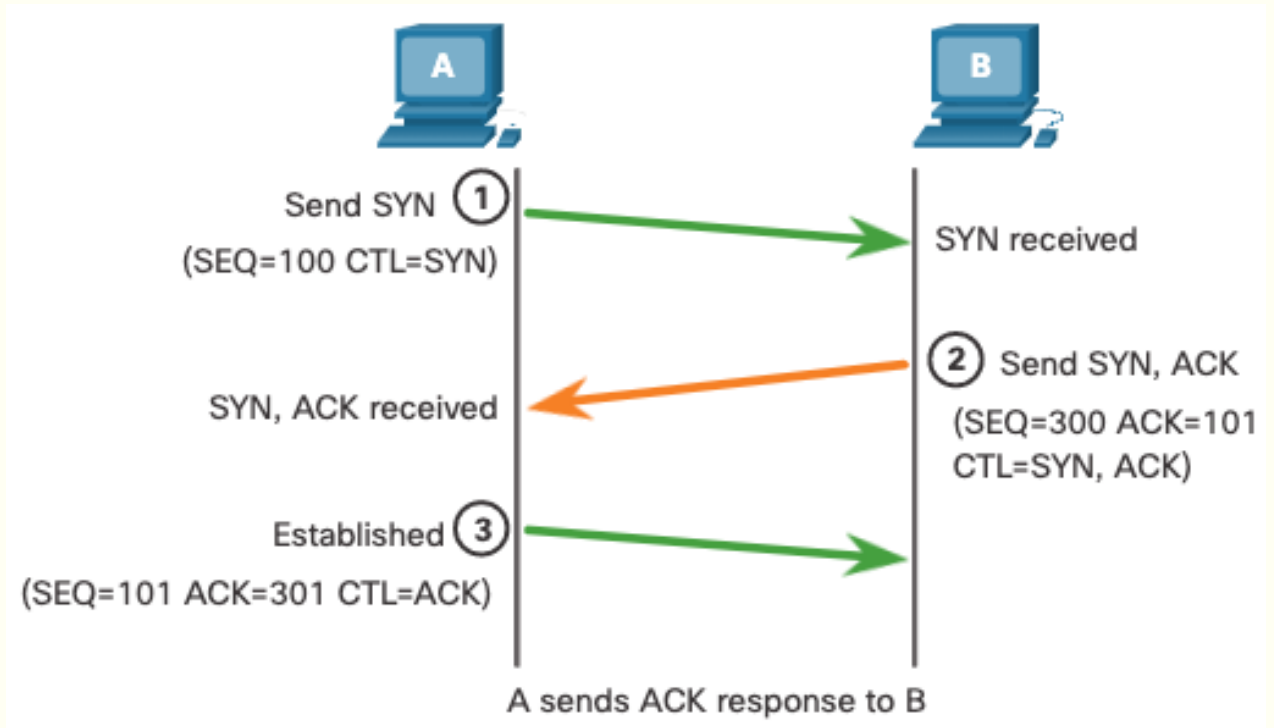 A
B
Send SYN 1
(SEQ=100 CTL=SYN)
SYN received
2 Send SYN, ACK
(SEQ=300 ACK=101
CTL=SYN, ACK)
SYN, ACK received
Established 3
(SEQ=101 ACK=301 CTL=ACK)
A sends ACK response to B